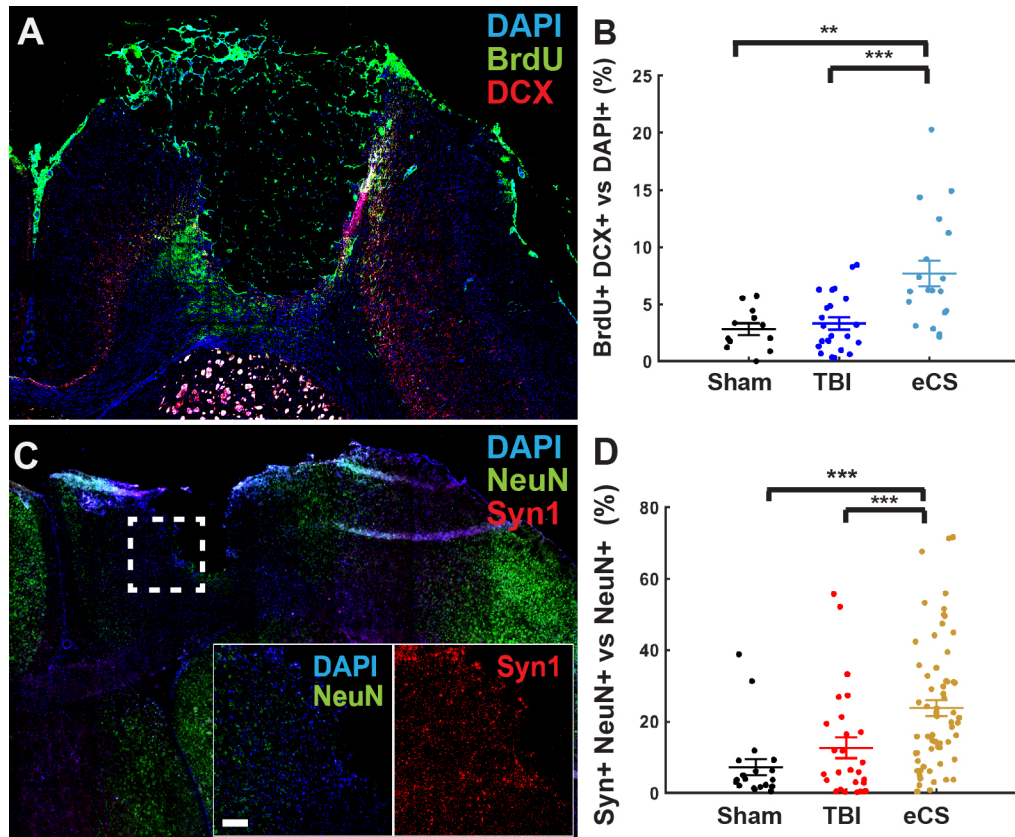 A
DAPI
BrdU
DCX
B
**
***
BrdU+ DCX+ vs DAPI+ (%)
25
20
15
10
5
0
Sham TBI eCS
C
DAPI
NeuN
Syn1
DAPI
NeuN
Syn1
D
***
***
Syn+ NeuN+ vs NeuN+ (%)
80
60
40
20
0
Sham TBI eCS